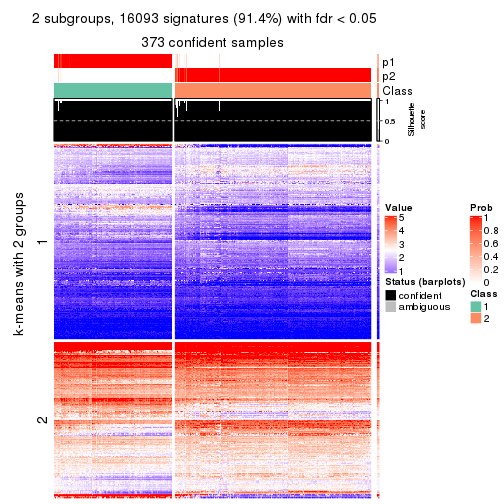 2 subgroups, 16093 signatures (91.4%) with fdr < 0.05
373 confident samples
p1
p2
Class
1
0.5
0
Silhouette
score
k-means with 2 groups
1
2
Value
5
4
3
2
1
Status (barplots)
confident
ambiguous
Prob
1
0.8
0.6
0.4
0.2
0
Class
1
2